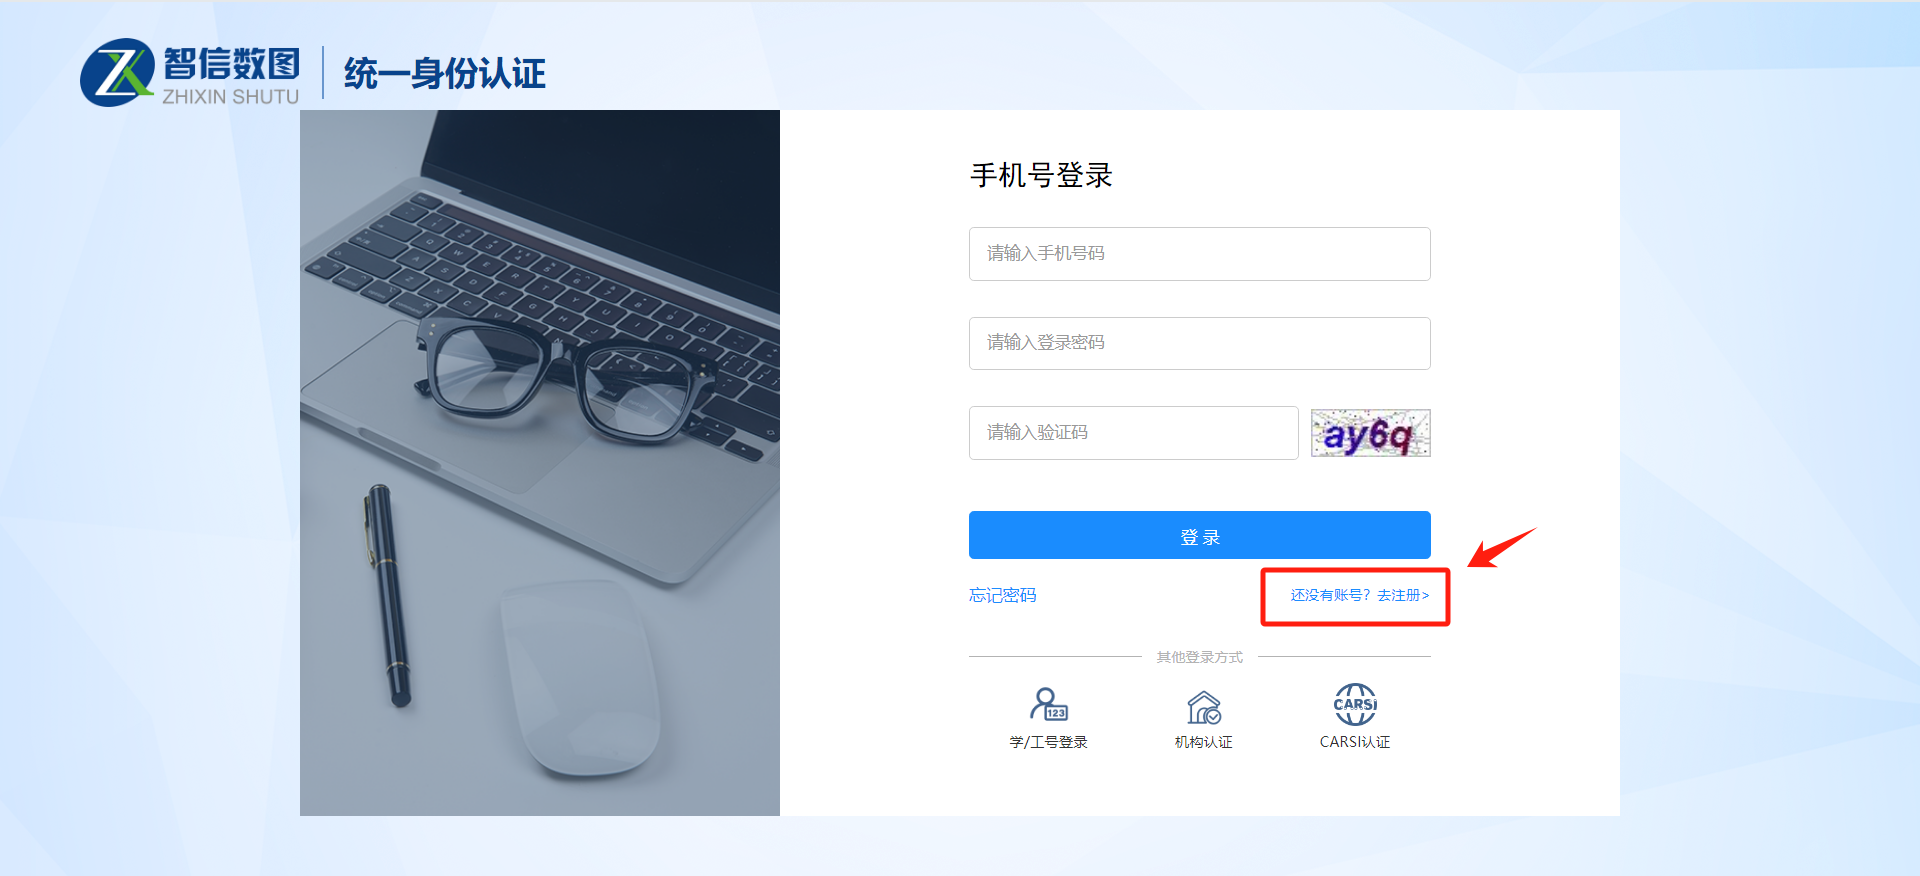 智信数图
ZHIXIN SHUTU
统一身份认证
手机号登录
请输入手机号码
请输入登录密码
请输入验证码
ay6q
登录
忘记密码
还没有账号？去注册>
其他登录方式
123
学/工号登录
机构认证
CARSI
CARSI认证